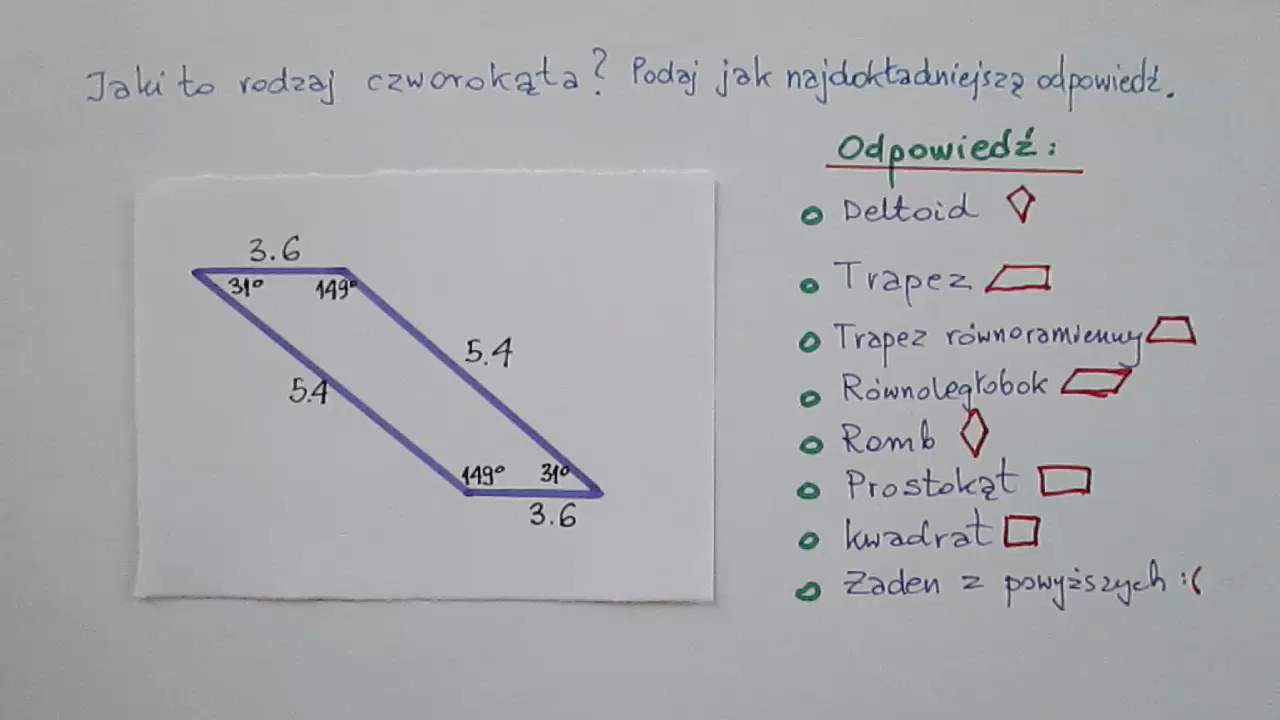 Jaki to rodzaj czworokąta? Podaj jak najdokładniejszą odpowiedź.
Odpowiedź:
Deltoid
Trapez
Trapez równoramienny
Równoległobok
Romb
Prostokąt
kwadrat
Żaden z powyższych :(
3.6
31° 149°
5.4
5.4
149° 31°
3.6